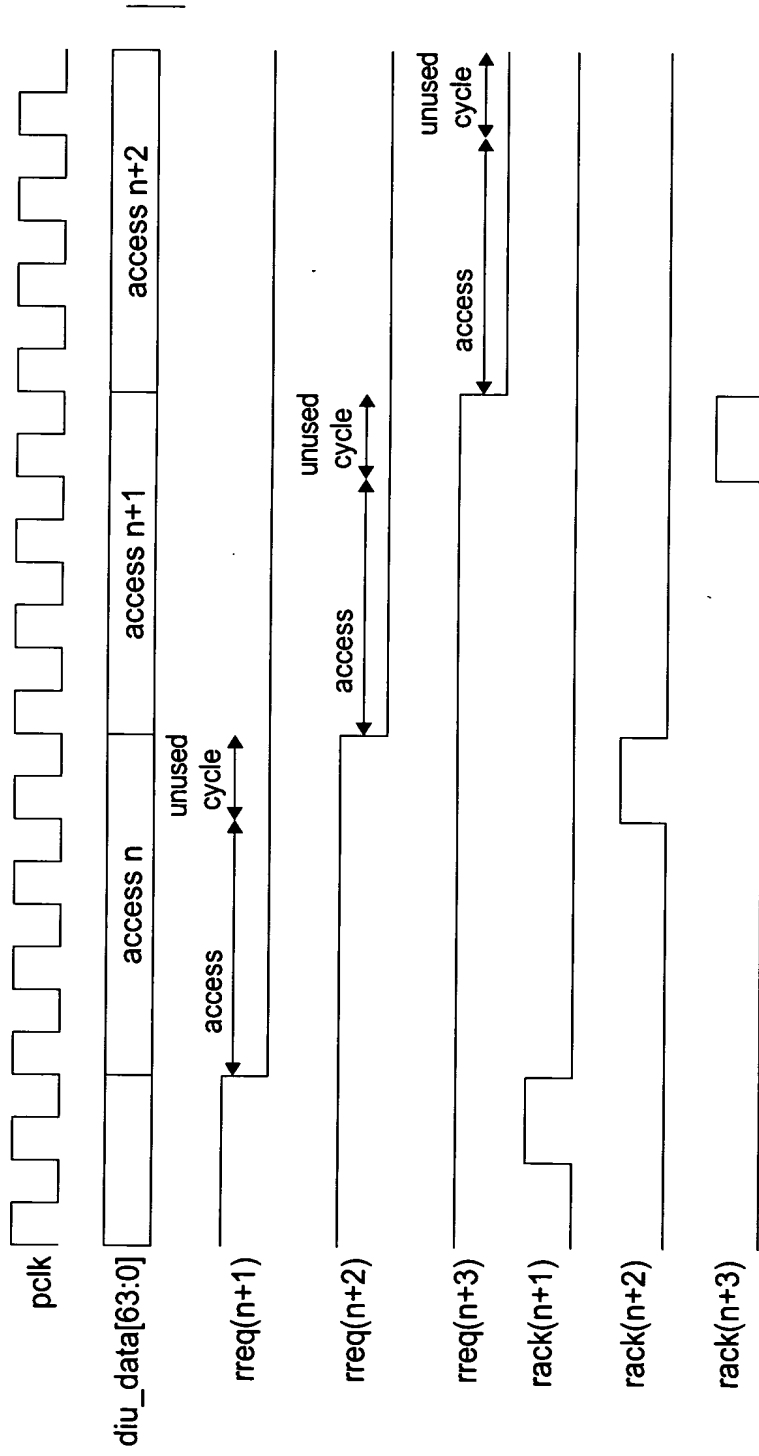 pclk
diu_data[63:0]
access n
access n+1
access n+2
rreq(n+1)
access
unused
cycle
rreq(n+2)
access
unused
cycle
rreq(n+3)
access
unused
cycle
rack(n+1)
rack(n+2)
rack(n+3)